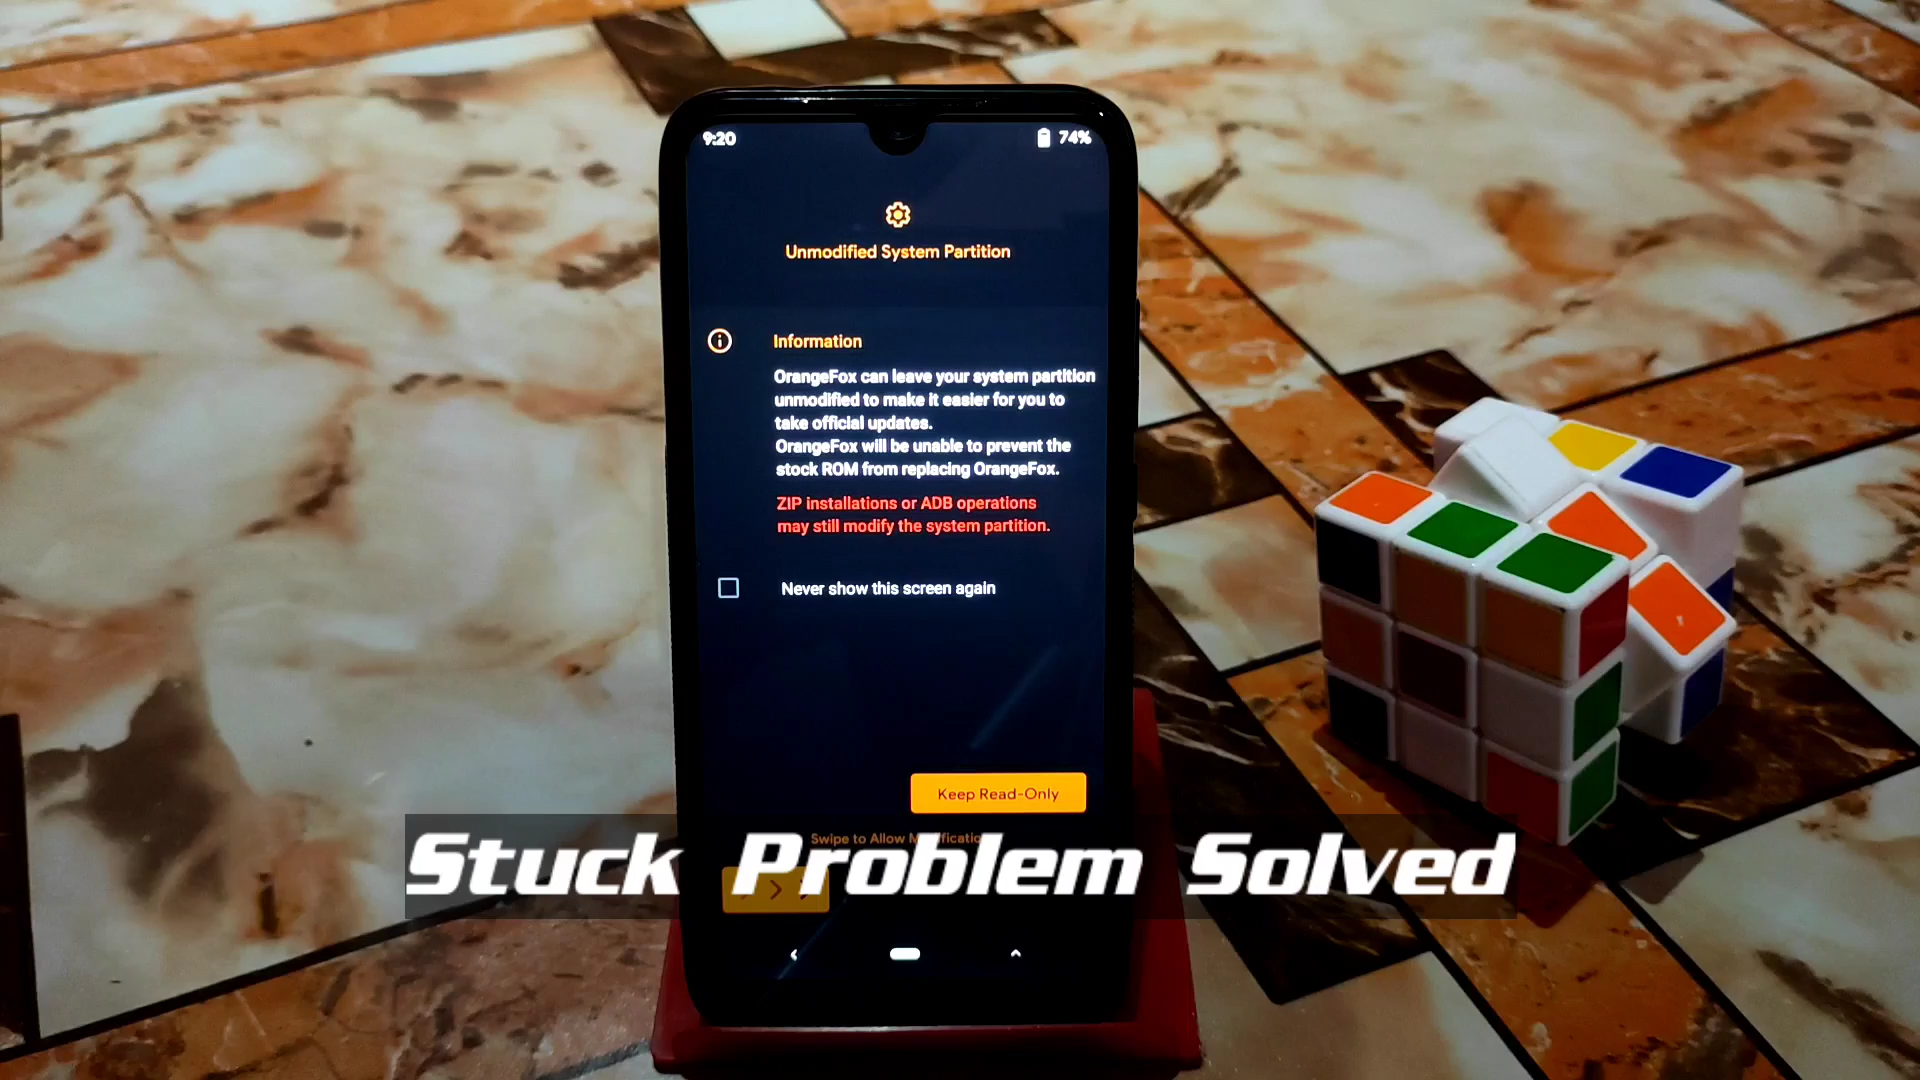 9:20
74%
Unmodified System Partition
Information
OrangeFox can leave your system partition
unmodified to make it easier for you to
take official updates.
OrangeFox will be unable to prevent the
stock ROM from replacing OrangeFox.
ZIP installations or ADB operations
may still modify the system partition.
Never show this screen again
Keep Read-Only
Swipe to Allow
Stuck Problem Solved